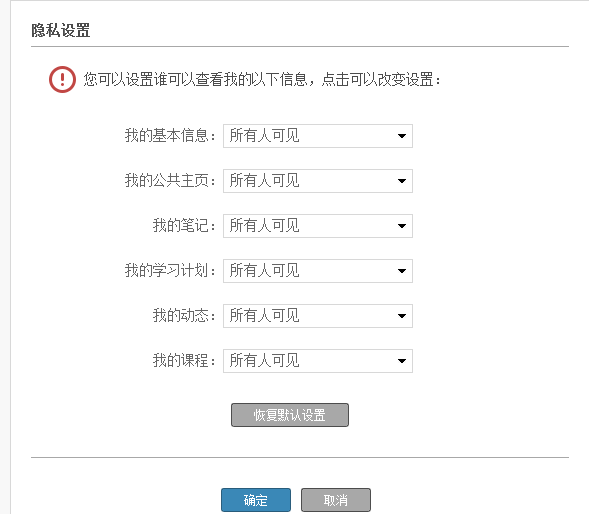 隐私设置
您可以设置谁可以查看我的以下信息，点击可以改变设置：
我的基本信息： 所有人可见
我的公共主页： 所有人可见
我的笔记： 所有人可见
我的学习计划： 所有人可见
我的动态： 所有人可见
我的课程： 所有人可见
恢复默认设置
确定 取消